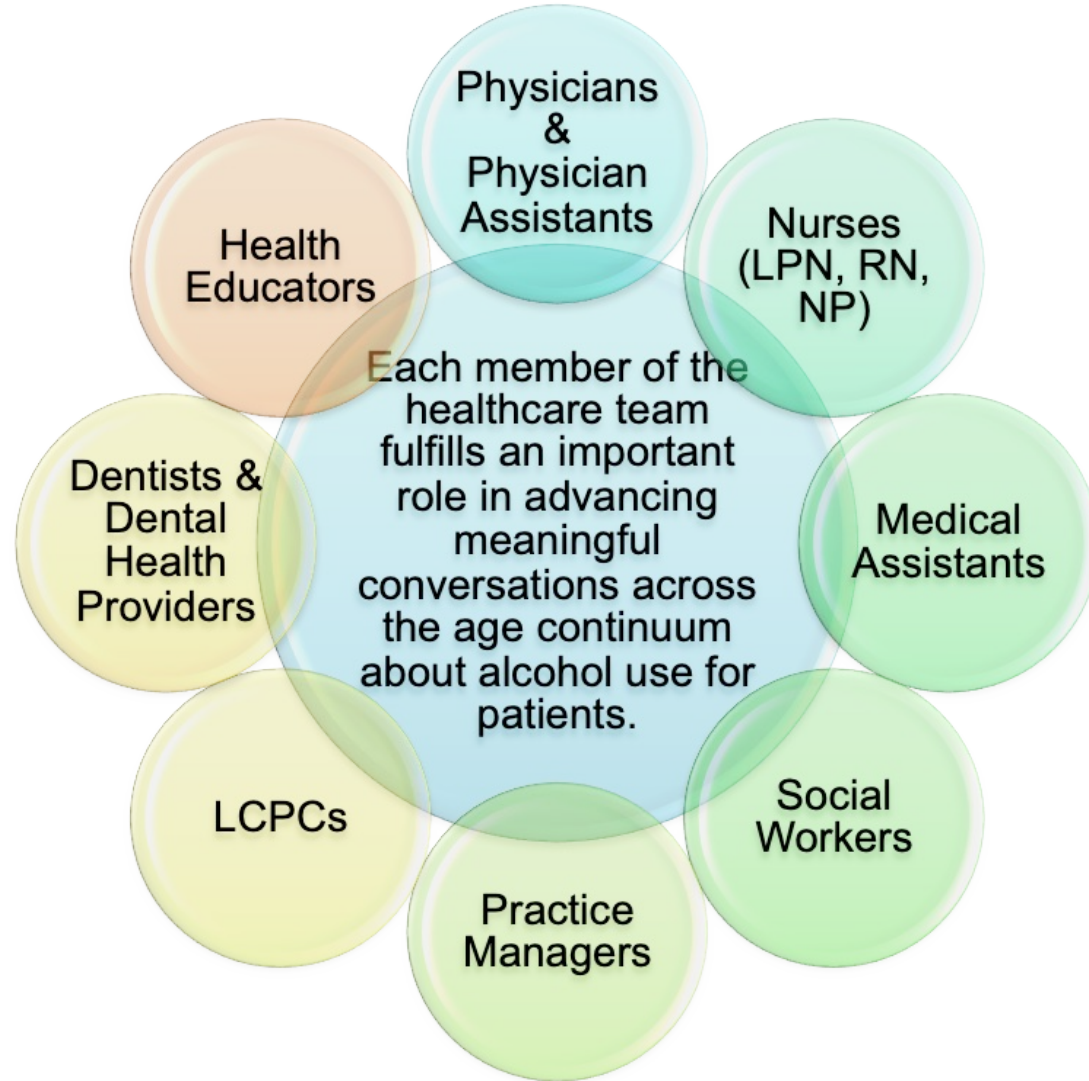 Physicians
&
Physician
Assistants
Nurses
(LPN, RN,
NP)
Medical
Assistants
Social
Workers
Practice
Managers
LCPCs
Dentists &
Dental
Health
Providers
Health
Educators
Each member of the
healthcare team
fulfills an important
role in advancing
meaningful
conversations across
the age continuum
about alcohol use for
patients.